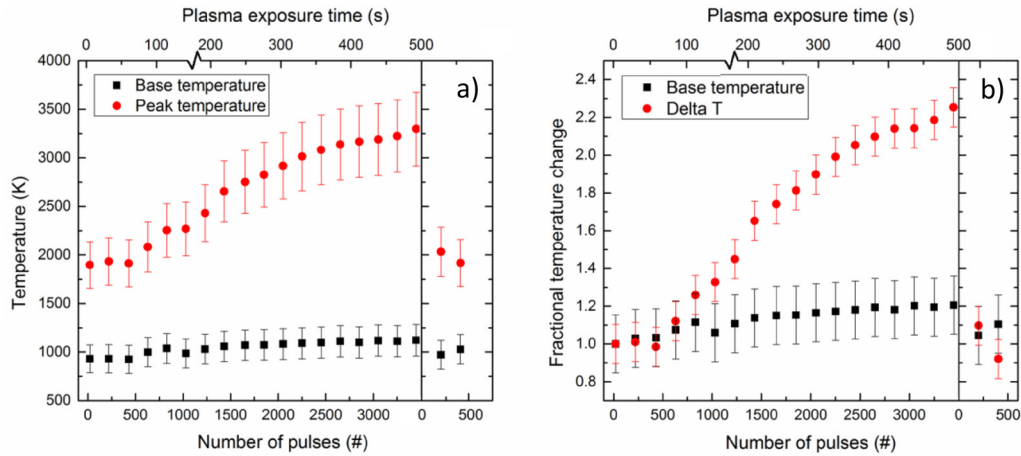 Plasma exposure time (s)
0 100 200 300 400 500
4000
3500
3000
2500
2000
1500
1000
500
Temperature (K)
Base temperature
Peak temperature
a)
0 500 1000 1500 2000 2500 3000 0 500
Number of pulses (#)
Plasma exposure time (s)
0 100 200 300 400 500
2.4
2.2
2.0
1.8
1.6
1.4
1.2
1.0
0.8
Fractional temperature change
Base temperature
Delta T
b)
0 500 1000 1500 2000 2500 3000 0 500
Number of pulses (#)